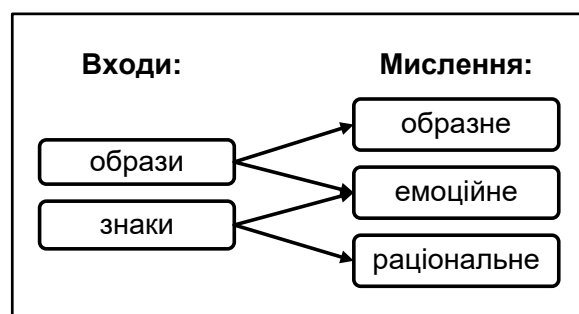 Входи:
Мислення:
образи
знаки
образне
емоційне
раціональне